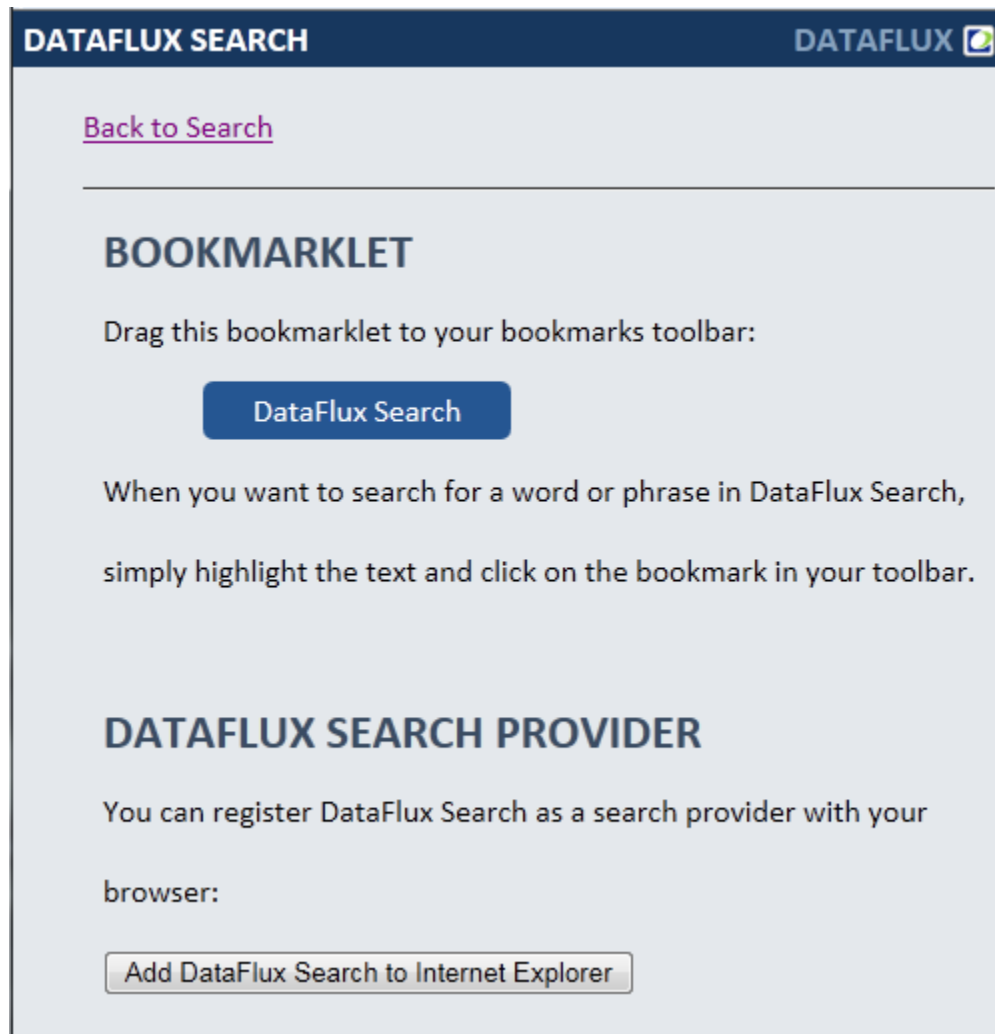 DATAFLUX SEARCH DATAFLUX
Back to Search
BOOKMARKLET
Drag this bookmarklet to your bookmarks toolbar:
DataFlux Search
When you want to search for a word or phrase in DataFlux Search,
simply highlight the text and click on the bookmark in your toolbar.
DATAFLUX SEARCH PROVIDER
You can register DataFlux Search as a search provider with your
browser:
Add DataFlux Search to Internet Explorer